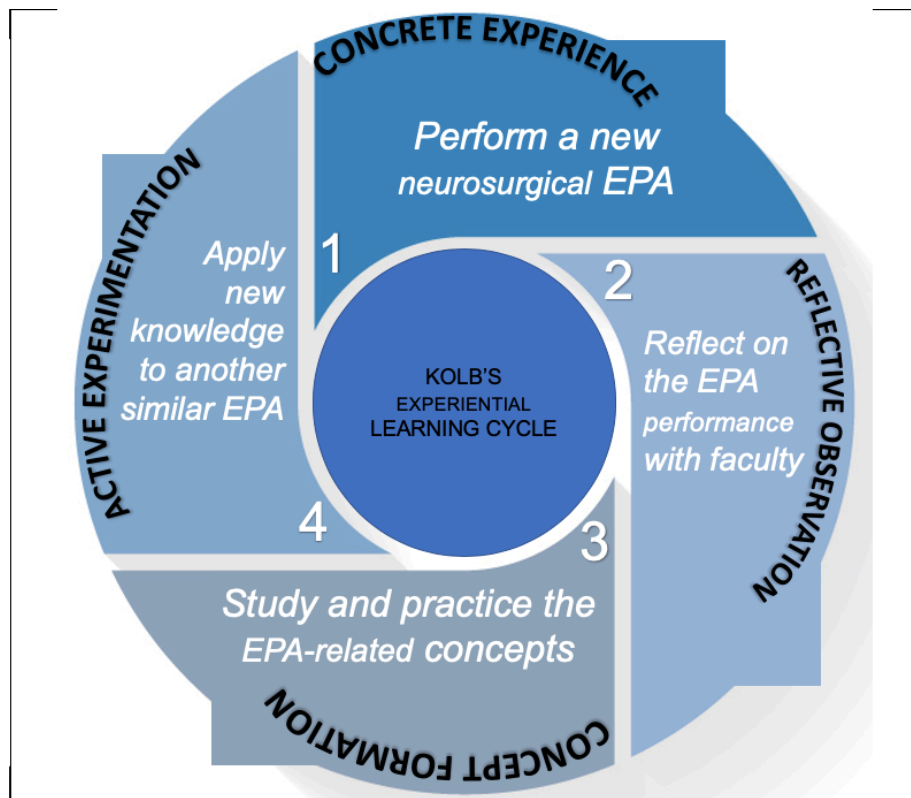 CONCRETE EXPERIENCE
Perform a new
neurosurgical EPA
1
2
REFLECTIVE OBSERVATION
Reflect on
the EPA
performance
with faculty
3
Study and practice the
EPA-related concepts
CONCEPT FORMATION
4
ACTIVE EXPERIMENTATION
Apply
new
knowledge
to another
similar EPA
KOLB'S
EXPERIENTIAL
LEARNING CYCLE